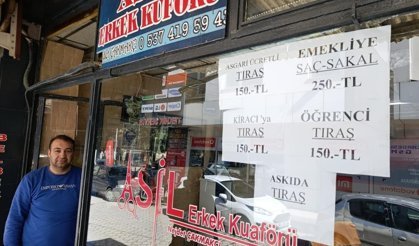 ERKEK KUAFÖRÜ
0 537 419 59 4
ASGARİ ÜCRETLİ
TIRAŞ
150.-TL
EMEKLİYE
SAÇ-SAKAL
250.-TL
KİRACI'ya
TIRAŞ
150.-TL
ÖĞRENCİ
TIRAŞ
150.-TL
ASKIDA
TIRAŞ
ASİL
Erkek Kuaförü